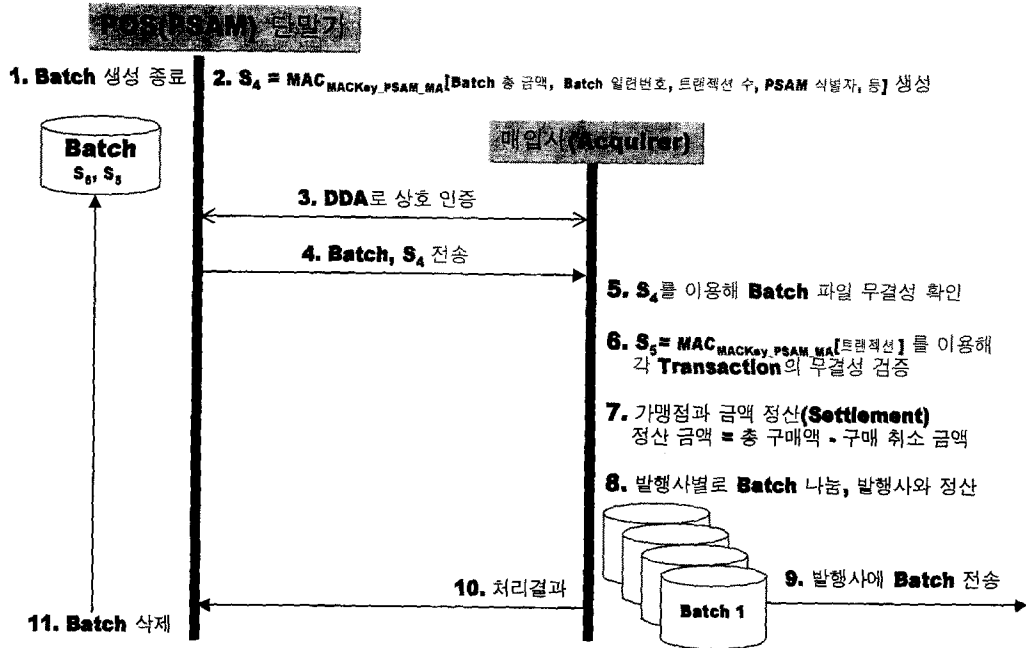 POS(PSAM) 단말기
1. Batch 생성 종료
2. S4 = MACMACKey_PSAM_MA[Batch 총 금액, Batch 일련번호, 트랜젝션 수, PSAM 식별자, 등] 생성
Batch
S6, S5
매입사(Acquirer)
3. DDA로 상호 인증
4. Batch, S4 전송
5. S4를 이용해 Batch 파일 무결성 확인
6. S5= MACMACKey_PSAM_MA[트랜젝션] 를 이용해
각 Transaction의 무결성 검증
7. 가맹점과 금액 정산(Settlement)
정산 금액 = 총 구매액 - 구매 취소 금액
8. 발행사별로 Batch 나눔, 발행사와 정산
9. 발행사에 Batch 전송
10. 처리결과
Batch 1
11. Batch 삭제